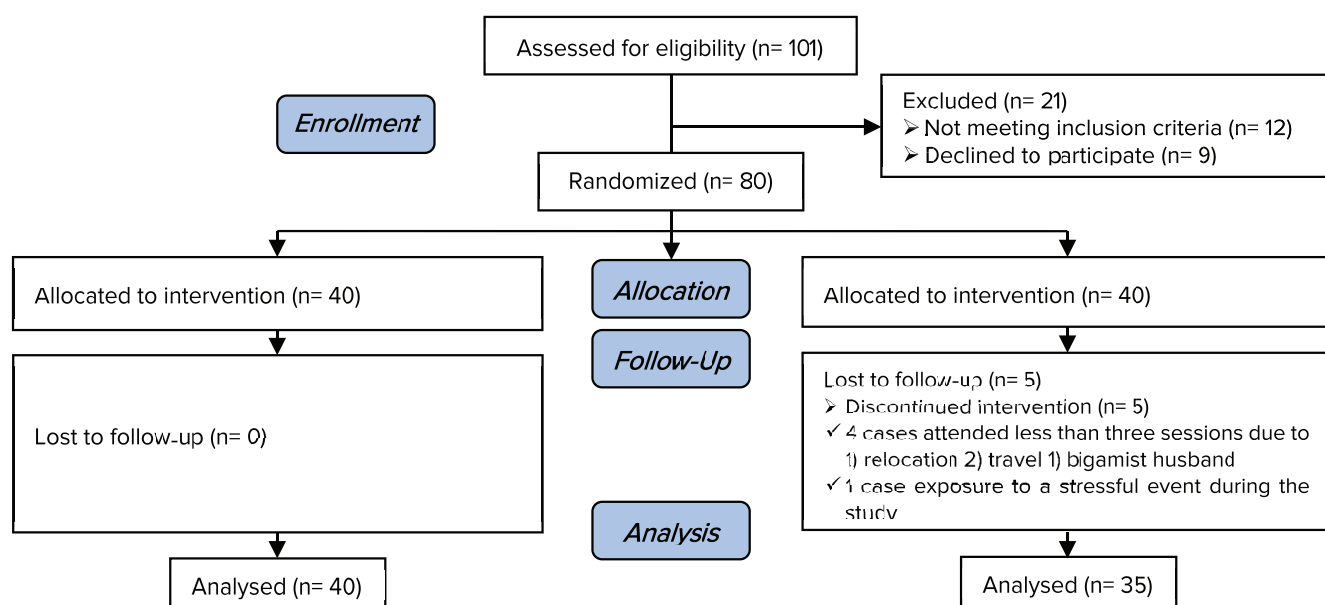 Assessed for eligibility (n= 101)
Enrollment
Excluded (n= 21)
➢ Not meeting inclusion criteria (n= 12)
➢ Declined to participate (n= 9)
Randomized (n= 80)
Allocated to intervention (n= 40)
Allocation
Allocated to intervention (n= 40)
Follow-Up
Lost to follow-up (n= 0)
Lost to follow-up (n= 5)
➢ Discontinued intervention (n= 5)
✓ 4 cases attended less than three sessions due to
1) relocation 2) travel 1) bigamist husband
✓ 1 case exposure to a stressful event during the
study
Analysis
Analysed (n= 40)
Analysed (n= 35)